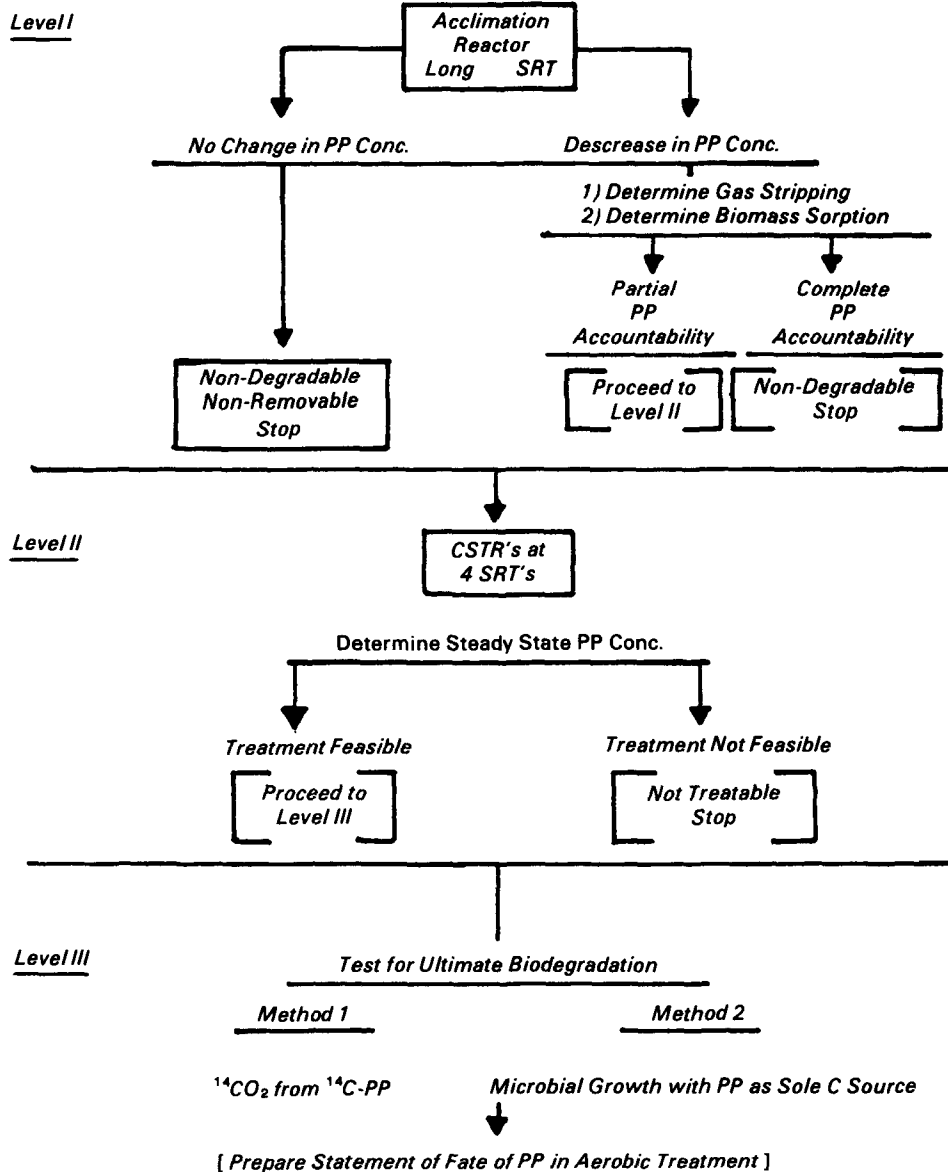 Level I
Acclimation
Reactor
Long SRT
No Change in PP Conc.
Descrease in PP Conc.
1) Determine Gas Stripping
2) Determine Biomass Sorption
Partial
PP
Accountability
Complete
PP
Accountability
Non-Degradable
Non-Removable
Stop
Proceed to
Level II
Non-Degradable
Stop
Level II
CSTR's at
4 SRT's
Determine Steady State PP Conc.
Treatment Feasible
Treatment Not Feasible
Proceed to
Level III
Not Treatable
Stop
Level III
Test for Ultimate Biodegradation
Method 1
Method 2
¹⁴CO₂ from ¹⁴C-PP
Microbial Growth with PP as Sole C Source
[ Prepare Statement of Fate of PP in Aerobic Treatment ]